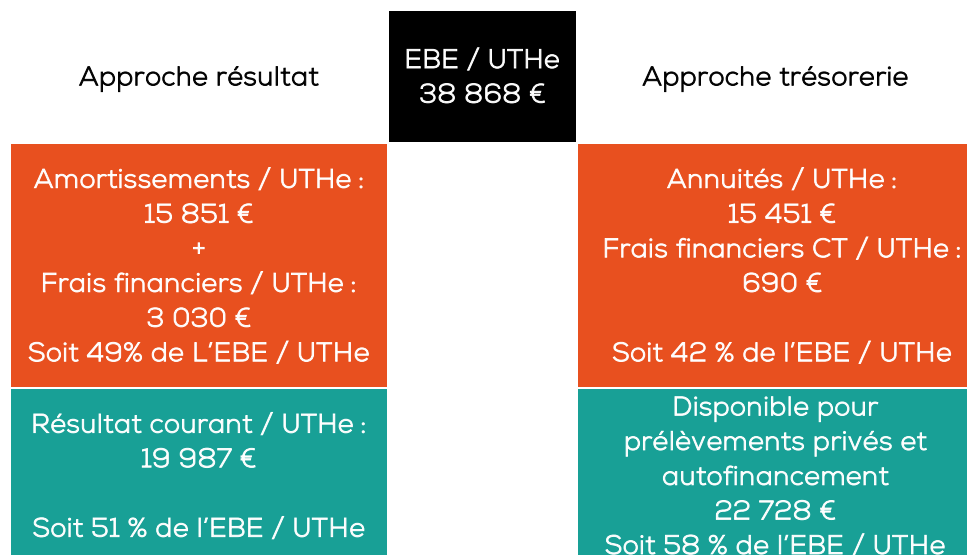 Approche résultat
EBE / UTHe
38 868 €
Approche trésorerie
Amortissements / UTHe :
15 851 €
+
Frais financiers / UTHe :
3 030 €
Soit 49% de L'EBE / UTHe
Annuités / UTHe :
15 451 €
Frais financiers CT / UTHe :
690 €
Soit 42 % de l'EBE / UTHe
Résultat courant / UTHe :
19 987 €
Soit 51 % de l'EBE / UTHe
Disponible pour
prélèvements privés et
autofinancement
22 728 €
Soit 58 % de l'EBE / UTHe